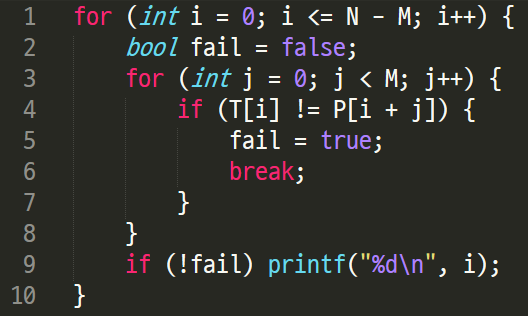 1 for (int i = 0; i <= N - M; i++) {
2 bool fail = false;
3 for (int j = 0; j < M; j++) {
4 if (T[i] != P[i + j]) {
5 fail = true;
6 break;
7 }
8 }
9 if (!fail) printf("%d\n", i);
10 }